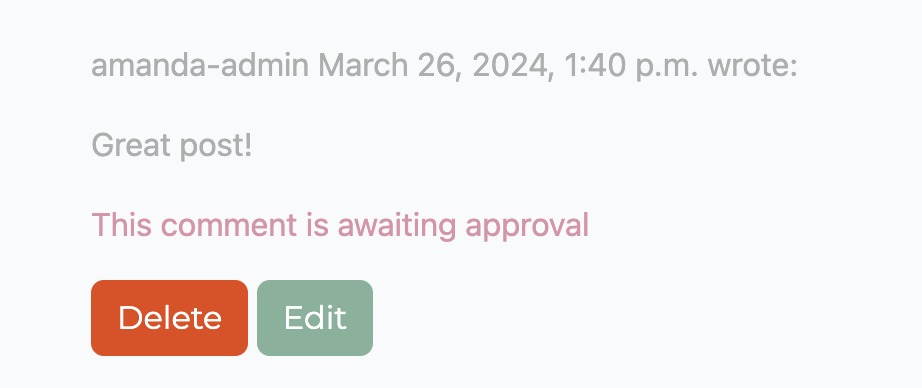 amanda-admin March 26, 2024, 1:40 p.m. wrote:
Great post!
This comment is awaiting approval
Delete Edit